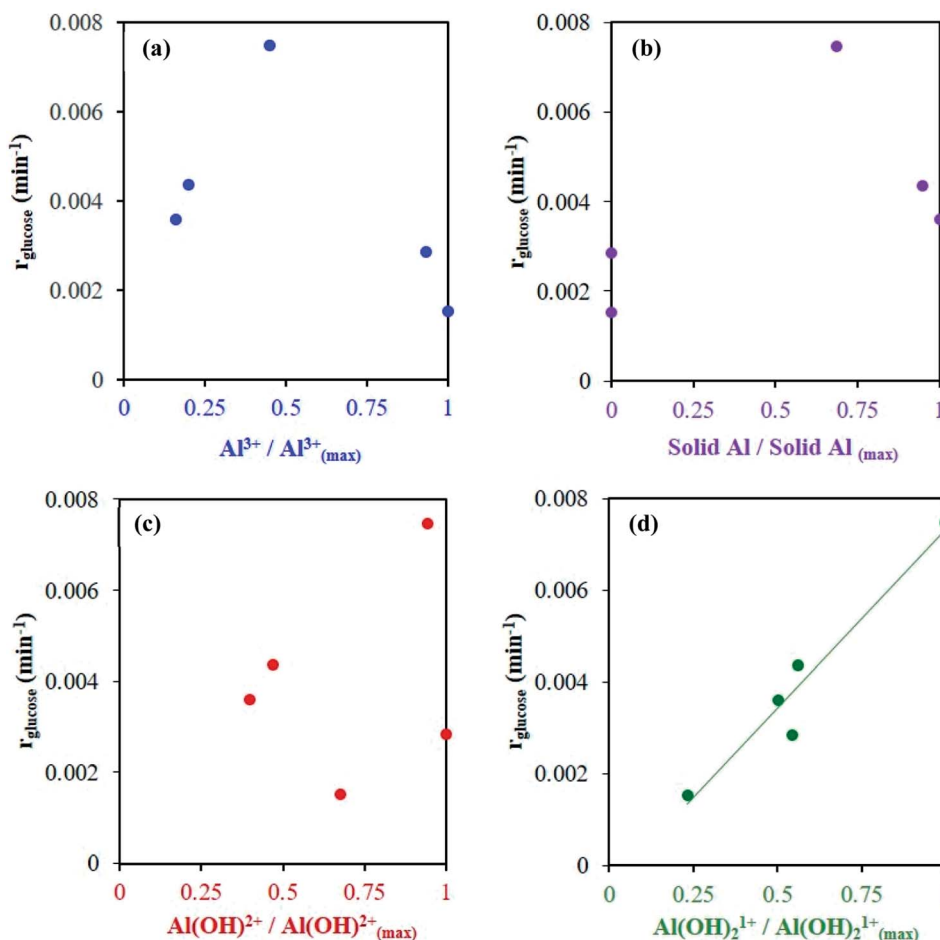 (a)
0.008
0.006
0.004
0.002
0
r_glucose (min⁻¹)
0 0.25 0.5 0.75 1
Al³⁺ / Al³⁺(max)
(b)
0.008
0.006
0.004
0.002
0
r_glucose (min⁻¹)
0 0.25 0.5 0.75 1
Solid Al / Solid Al (max)
(c)
0.008
0.006
0.004
0.002
0
r_glucose (min⁻¹)
0 0.25 0.5 0.75 1
Al(OH)²⁺ / Al(OH)²⁺(max)
(d)
0.008
0.006
0.004
0.002
0
r_glucose (min⁻¹)
0.25 0.5 0.75 1
Al(OH)₂¹⁺ / Al(OH)₂¹⁺(max)